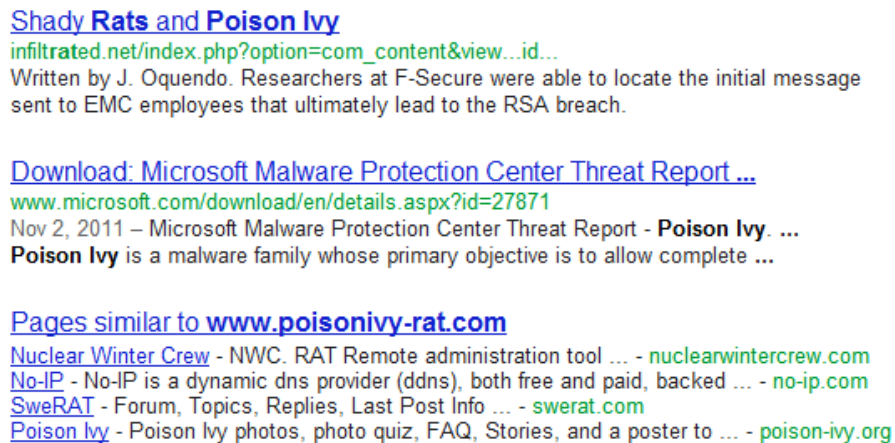 Shady Rats and Poison Ivy
infiltrated.net/index.php?option=com_content&view...id...
Written by J. Oquendo. Researchers at F-Secure were able to locate the initial message
sent to EMC employees that ultimately lead to the RSA breach.
Download: Microsoft Malware Protection Center Threat Report ...
www.microsoft.com/download/en/details.aspx?id=27871
Nov 2, 2011 – Microsoft Malware Protection Center Threat Report - Poison Ivy. ...
Poison Ivy is a malware family whose primary objective is to allow complete ...
Pages similar to www.poisonivy-rat.com
Nuclear Winter Crew - NWC. RAT Remote administration tool ... - nuclearwintercrew.com
No-IP - No-IP is a dynamic dns provider (ddns), both free and paid, backed ... - no-ip.com
SweRAT - Forum, Topics, Replies, Last Post Info ... - swerat.com
Poison Ivy - Poison Ivy photos, photo quiz, FAQ, Stories, and a poster to ... - poison-ivy.org